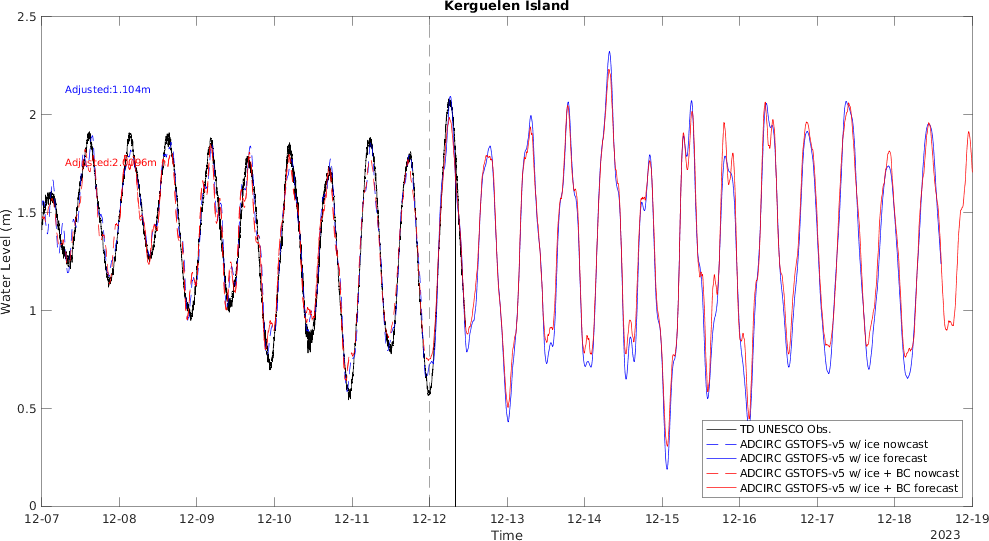 Kerguelen Island
2.5
2
1.5
1
0.5
0
Water Level (m)
Adjusted:1.104m
TD UNESCO Obs.
ADCIRC GSTOFS-v5 w/ ice nowcast
ADCIRC GSTOFS-v5 w/ ice forecast
ADCIRC GSTOFS-v5 w/ ice + BC nowcast
ADCIRC GSTOFS-v5 w/ ice + BC forecast
12-07 12-08 12-09 12-10 12-11 12-12 12-13 12-14 12-15 12-16 12-17 12-18 12-19
Time
2023